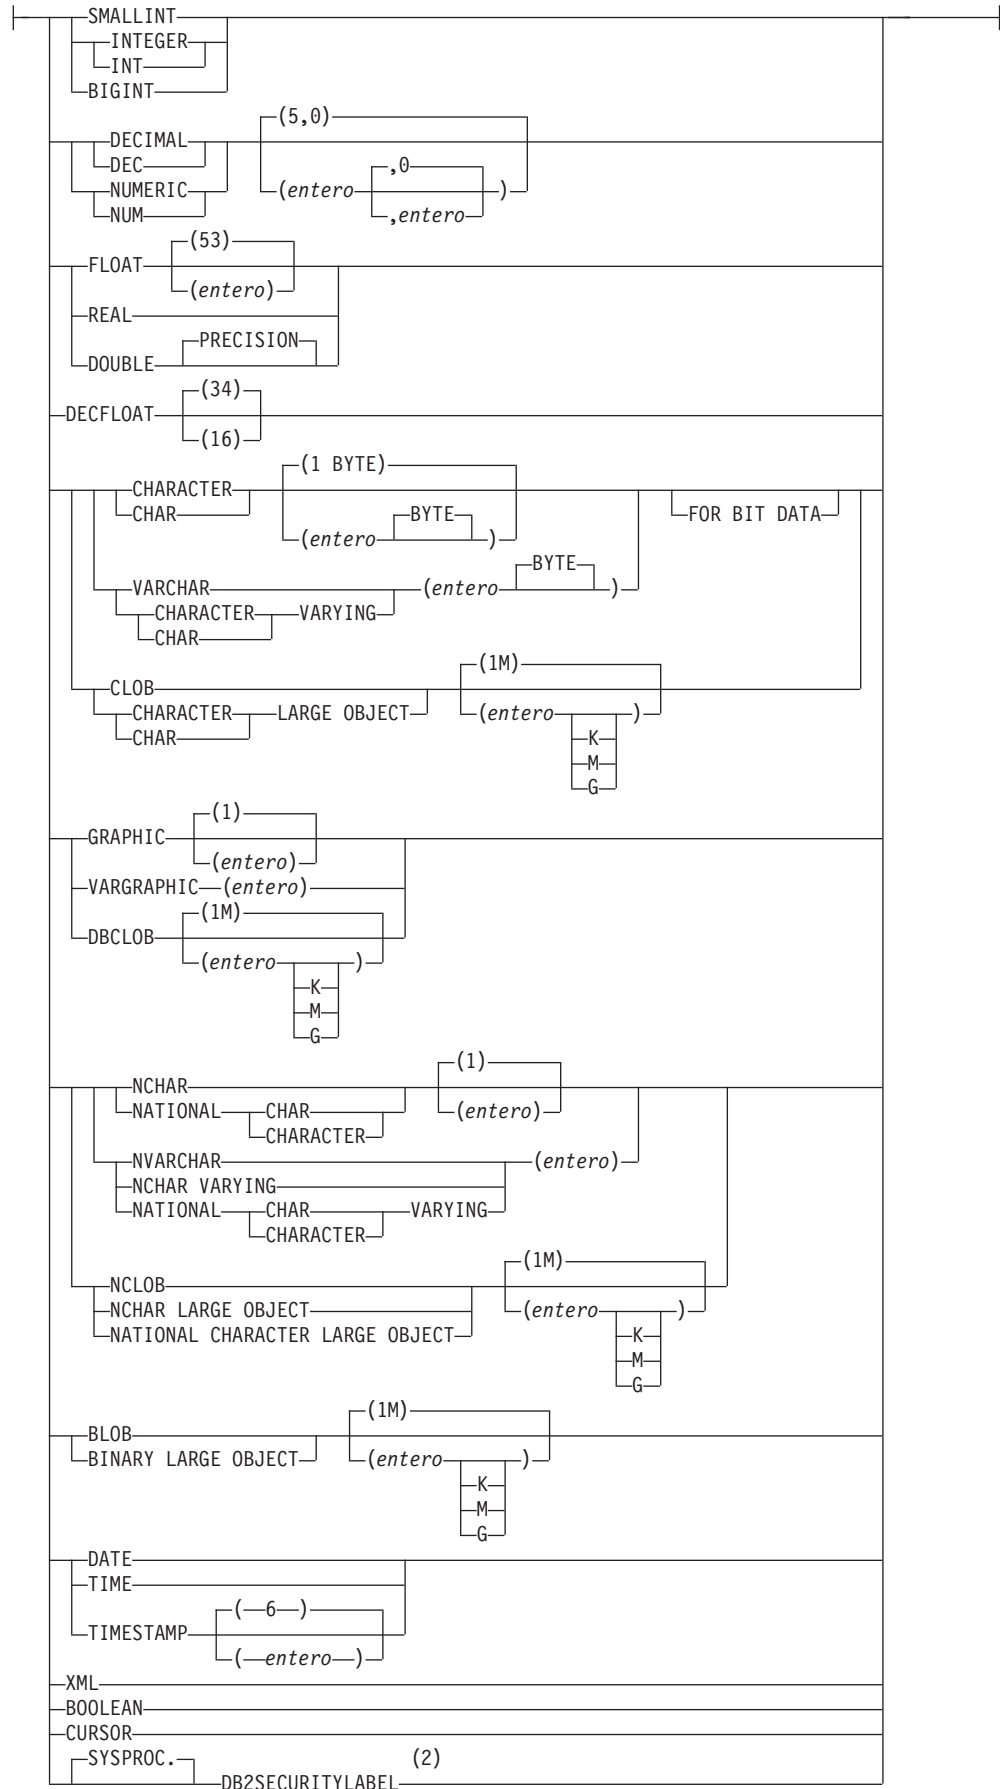 SMALLINT
INTEGER
INT
BIGINT
(5,0)
DECIMAL
DEC
,0
NUMERIC
(entero )
NUM
,entero
(53)
FLOAT
(entero)
REAL
PRECISION
DOUBLE
(34)
DECFLOAT
(16)
(1 BYTE)
CHARACTER
CHAR
BYTE
FOR BIT DATA
(entero )
BYTE
VARCHAR
(entero )
CHARACTER VARYING
CHAR
(1M)
CLOB
CHARACTER LARGE OBJECT
(entero )
CHAR
K
M
G
(1)
GRAPHIC
(entero)
VARGRAPHIC (entero)
(1M)
DBCLOB
(entero )
K
M
G
(1)
NCHAR
NATIONAL CHAR
(entero)
CHARACTER
NVARCHAR
(entero)
NCHAR VARYING
NATIONAL CHAR VARYING
CHARACTER
(1M)
NCLOB
NCHAR LARGE OBJECT
(entero )
NATIONAL CHARACTER LARGE OBJECT
K
M
G
(1M)
BLOB
BINARY LARGE OBJECT
(entero )
K
M
G
DATE
TIME
( 6 )
TIMESTAMP
( entero )
XML
BOOLEAN
CURSOR
SYSPROC.
(2)
DB2SECURITYLABEL